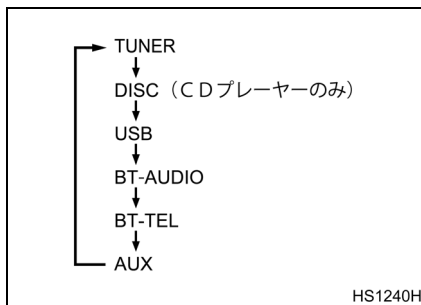 TUNER
DISC（ＣＤプレーヤーのみ）
USB
BT-AUDIO
BT-TEL
AUX
HS1240H